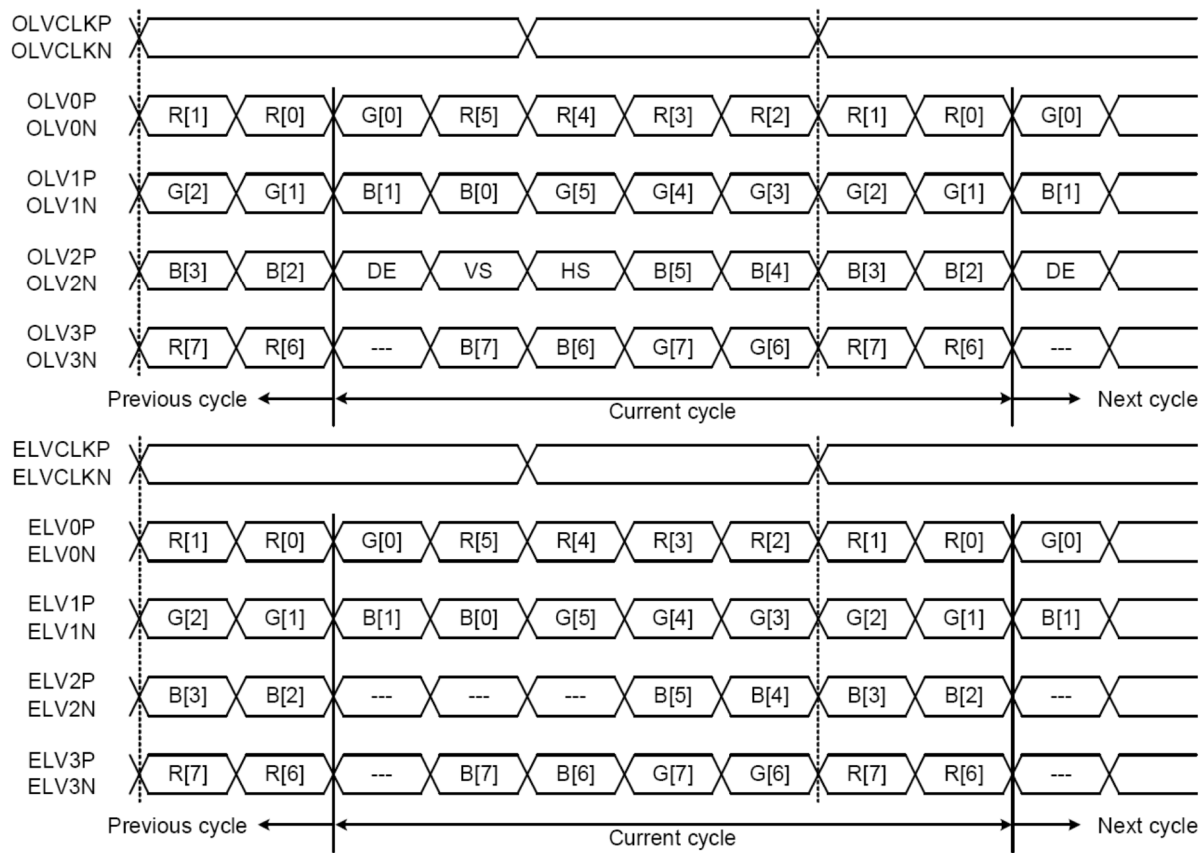 OLVCLKP
OLVCLKN
OLV0P
OLV0N
R[1] R[0] G[0] R[5] R[4] R[3] R[2] R[1] R[0] G[0]
OLV1P
OLV1N
G[2] G[1] B[1] B[0] G[5] G[4] G[3] G[2] G[1] B[1]
OLV2P
OLV2N
B[3] B[2] DE VS HS B[5] B[4] B[3] B[2] DE
OLV3P
OLV3N
R[7] R[6] --- B[7] B[6] G[7] G[6] R[7] R[6] ---
Previous cycle Current cycle Next cycle
ELVCLKP
ELVCLKN
ELV0P
ELV0N
R[1] R[0] G[0] R[5] R[4] R[3] R[2] R[1] R[0] G[0]
ELV1P
ELV1N
G[2] G[1] B[1] B[0] G[5] G[4] G[3] G[2] G[1] B[1]
ELV2P
ELV2N
B[3] B[2] --- --- --- B[5] B[4] B[3] B[2] ---
ELV3P
ELV3N
R[7] R[6] --- B[7] B[6] G[7] G[6] R[7] R[6] ---
Previous cycle Current cycle Next cycle